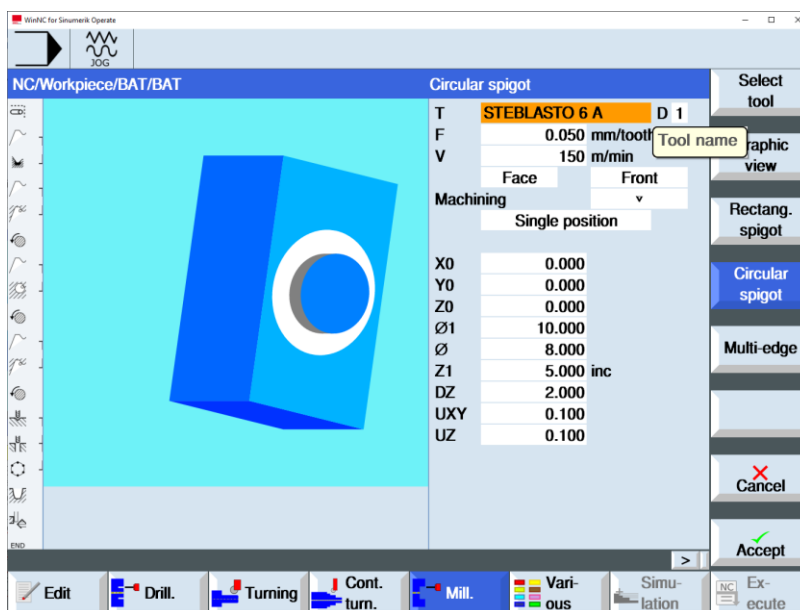 WinNC for Sinumerik Operate
JOG
NC/Workpiece/BAT/BAT
Circular spigot
T STEBLASTO 6 A D 1
F 0.050 mm/tooth
Tool name
V 150 m/min
Face Front
Machining v
Single position
X0 0.000
Y0 0.000
Z0 0.000
Ø1 10.000
Ø 8.000
Z1 5.000 inc
DZ 2.000
UXY 0.100
UZ 0.100
END
Select
tool
raphic
view
Rectang.
spigot
Circular
spigot
Multi-edge
Cancel
Accept
>
Edit
Drill.
Turning
Cont.
turn.
Mill.
Vari-
ous
Simu-
lation
NC
Ex-
ecute